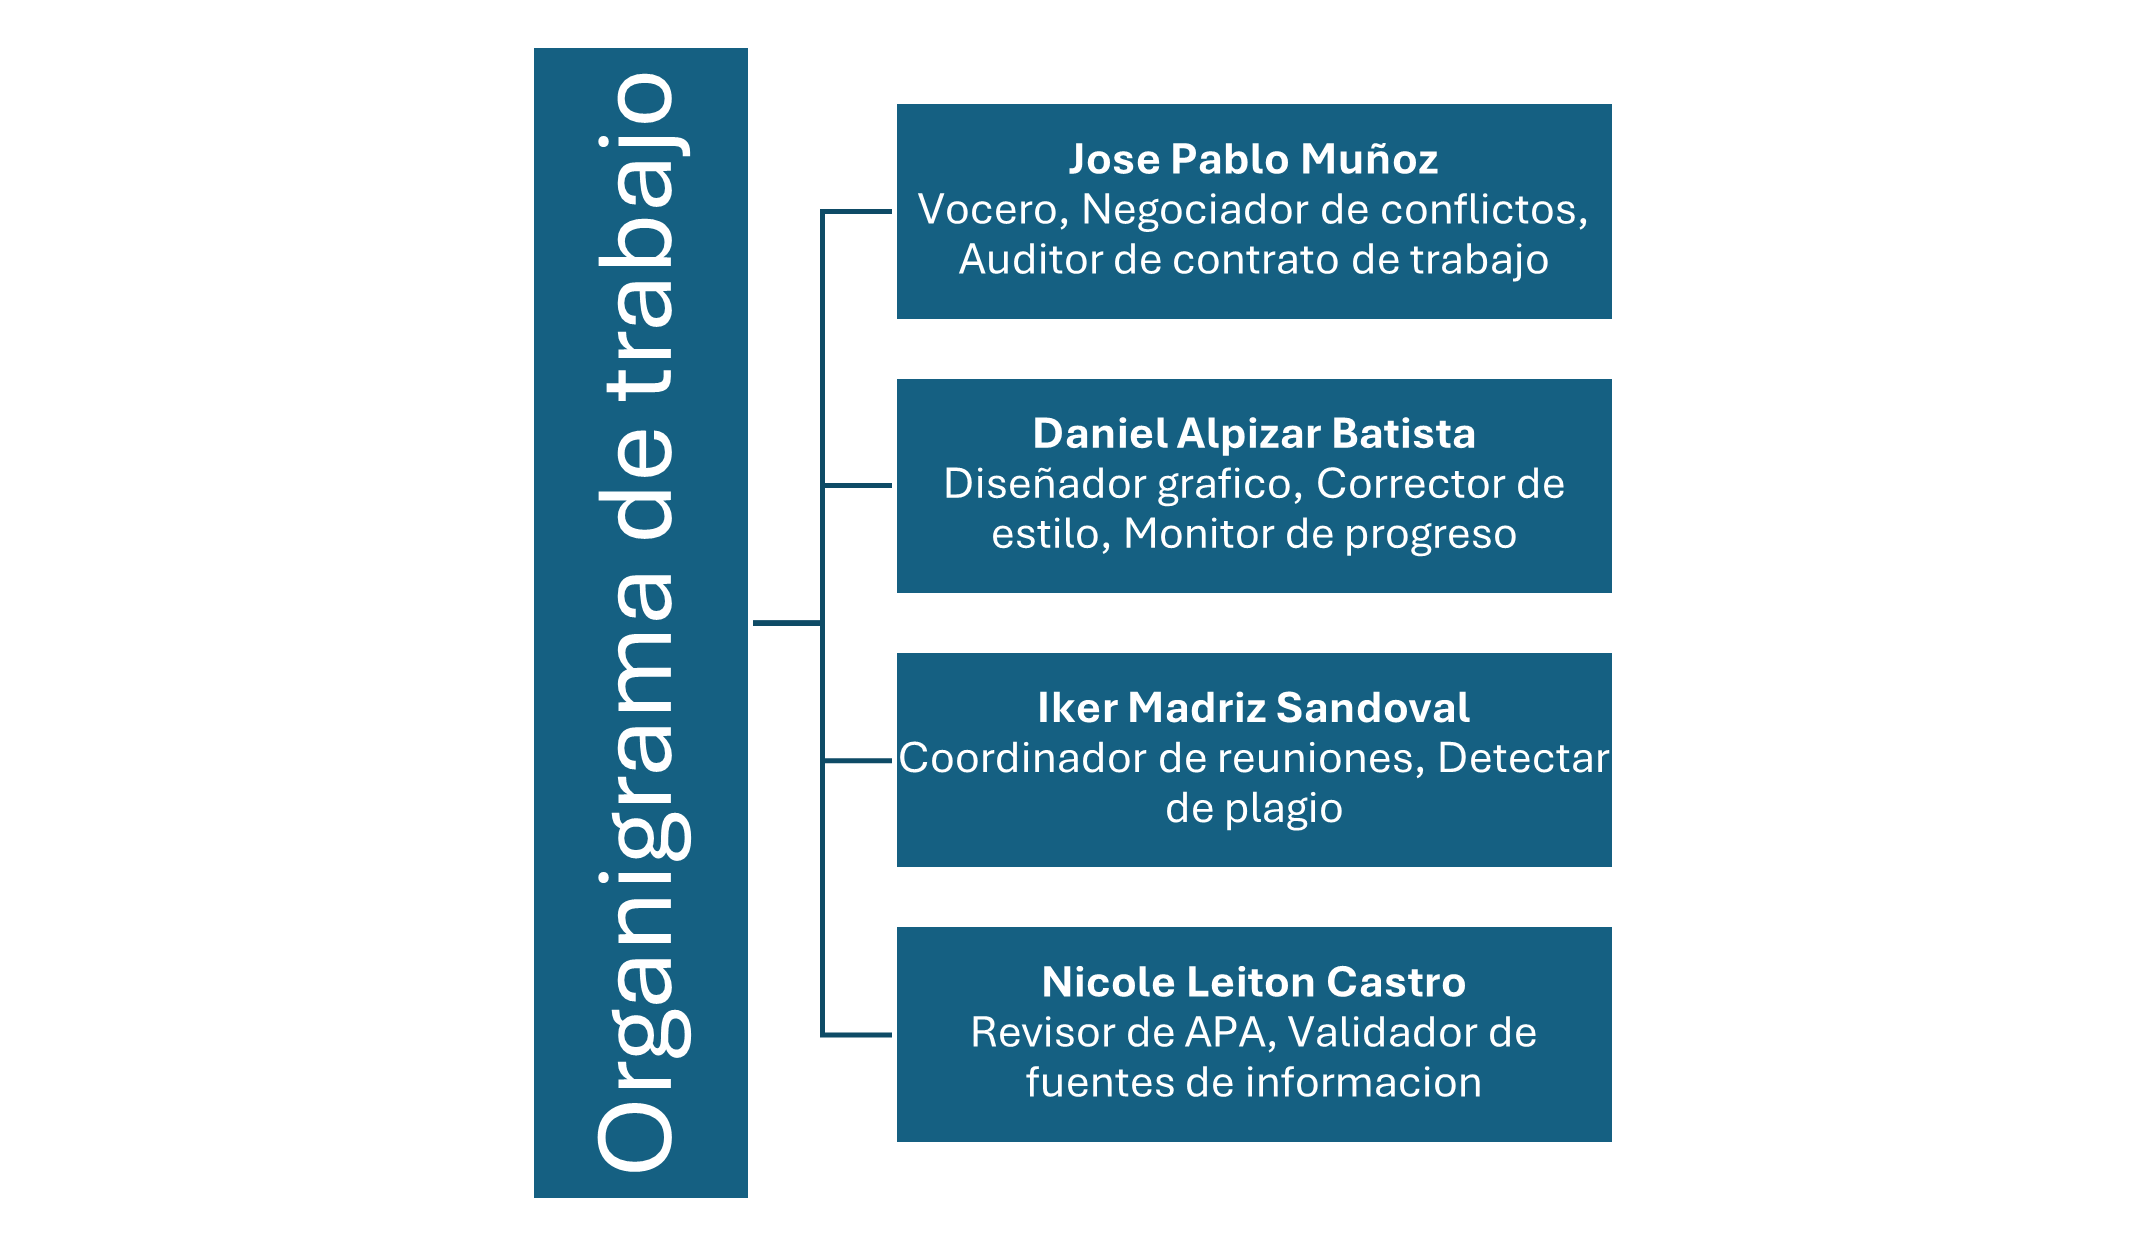 Organigrama de trabajo
Jose Pablo Muñoz
Vocero, Negociador de conflictos,
Auditor de contrato de trabajo
Daniel Alpizar Batista
Diseñador grafico, Corrector de
estilo, Monitor de progreso
Iker Madriz Sandoval
Coordinador de reuniones, Detectar
de plagio
Nicole Leiton Castro
Revisor de APA, Validador de
fuentes de informacion